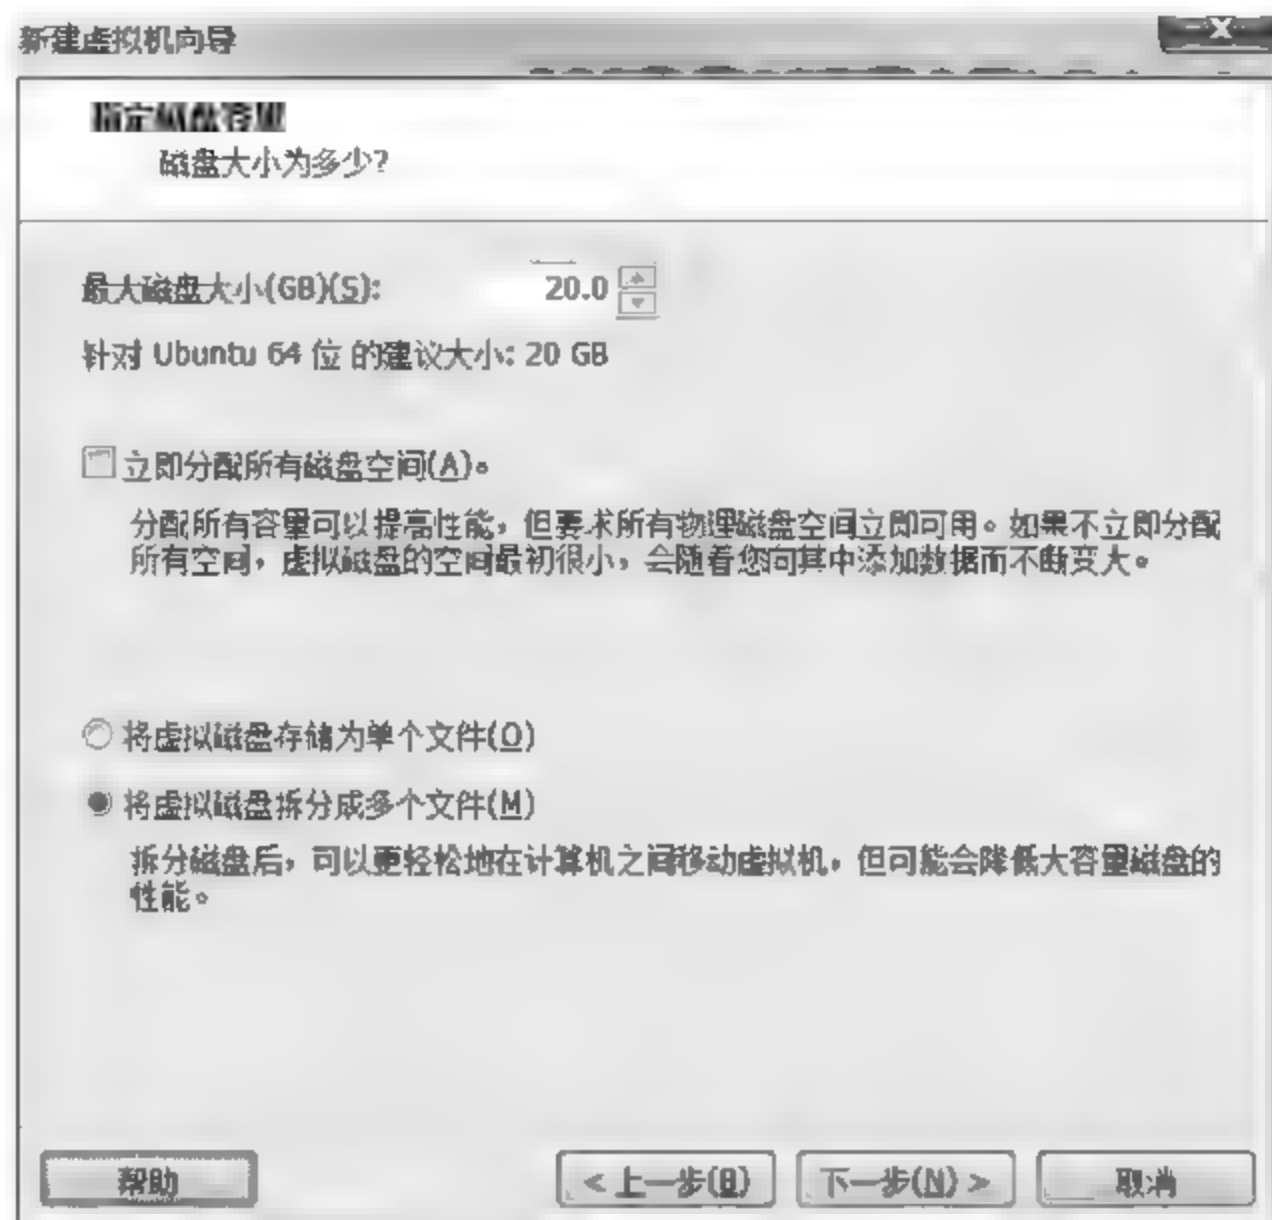 新建虚拟机向导
指定磁盘容量
磁盘大小为多少?
最大磁盘大小(GB)(S): 20.0
针对 Ubuntu 64 位 的建议大小: 20 GB
立即分配所有磁盘空间(A)。
分配所有容量可以提高性能，但要求所有物理磁盘空间立即可用。如果不立即分配
所有空间，虚拟磁盘的空间最初很小，会随着您向其中添加数据而不断变大。
将虚拟磁盘存储为单个文件(O)
将虚拟磁盘拆分成多个文件(M)
拆分磁盘后，可以更轻松地在计算机之间移动虚拟机，但可能会降低大容量磁盘的
性能。
帮助 < 上一步(B) 下一步(N) > 取消